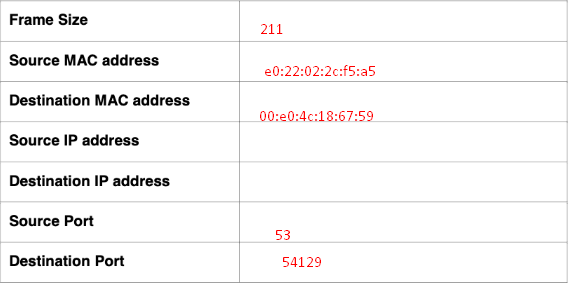 Frame Size 211
Source MAC address e0:22:02:2c:f5:a5
Destination MAC address 00:e0:4c:18:67:59
Source IP address
Destination IP address
Source Port 53
Destination Port 54129